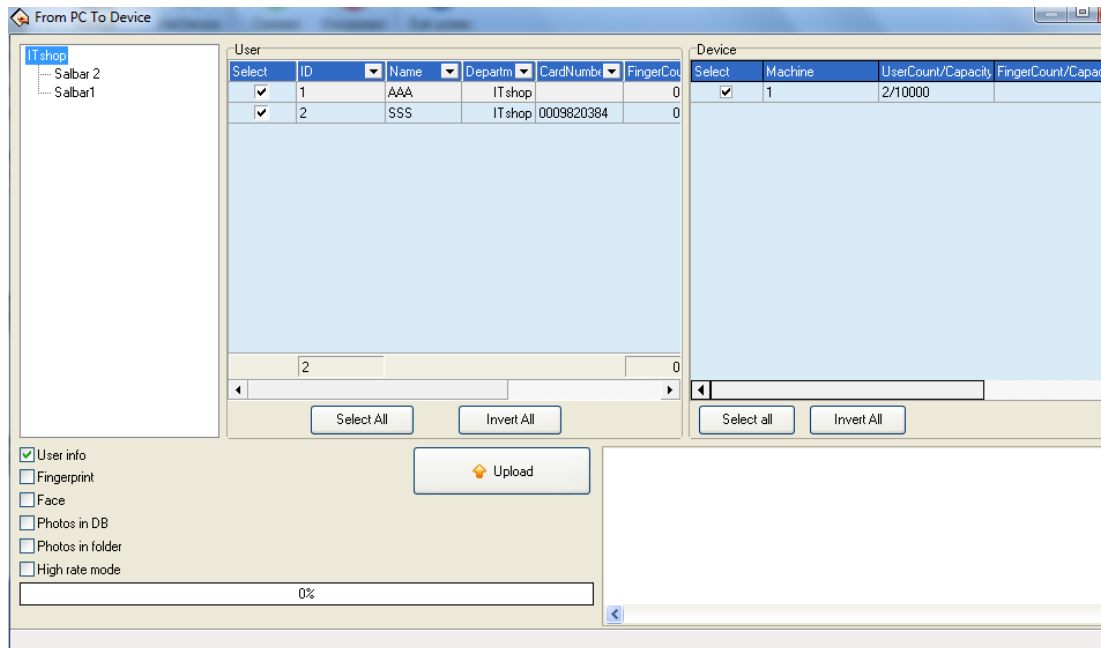 From PC To Device
ITshop
Salbar 2
Salbar1
User
Select ID Name Departm CardNumbe FingerCou
1 AAA ITshop 0
2 SSS ITshop 0009820384 0
2 0
Select All Invert All
Device
Select Machine UserCount/Capacity FingerCount/Capac
1 2/10000
Select all Invert All
User info
Fingerprint
Face
Photos in DB
Photos in folder
High rate mode
Upload
0%